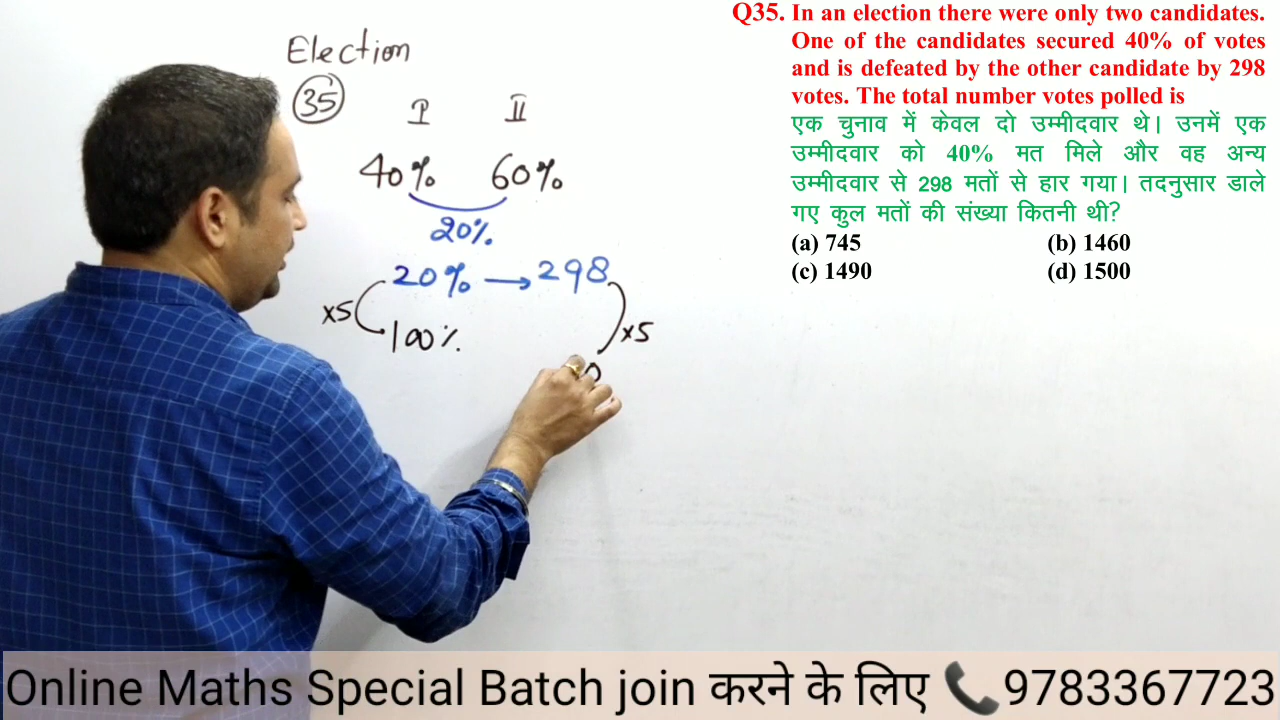 Election
35
I II
40% 60%
20%
20% → 298
x5 x5
100%
0
Q35. In an election there were only two candidates.
One of the candidates secured 40% of votes
and is defeated by the other candidate by 298
votes. The total number votes polled is
एक चुनाव में केवल दो उम्मीदवार थे। उनमें एक
उम्मीदवार को 40% मत मिले और वह अन्य
उम्मीदवार से 298 मतों से हार गया। तदनुसार डाले
गए कुल मतों की संख्या कितनी थी?
(a) 745 (b) 1460
(c) 1490 (d) 1500
Online Maths Special Batch join करने के लिए 📞9783367723